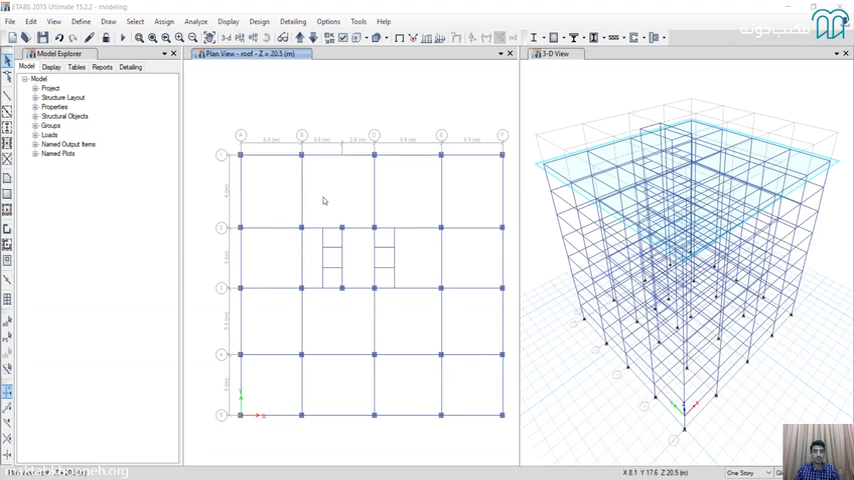 ETABS 2015 Ultimate 15.2.2 - modeling
File Edit View Define Draw Select Assign Analyze Display Design Detailing Options Tools Help
مکتب خونه
Model Explorer
Plan View - roof - Z = 20.5 (m)
3-D View
Model Display Tables Reports Detailing
Model
Project
Structure Layout
Properties
Structural Objects
Groups
Loads
Named Output Items
Named Plots
A B D E F
1
2
3
4
5
X
maktabkhooneh.org
X 8.1 Y 17.6 Z 20.5 (m)
One Story